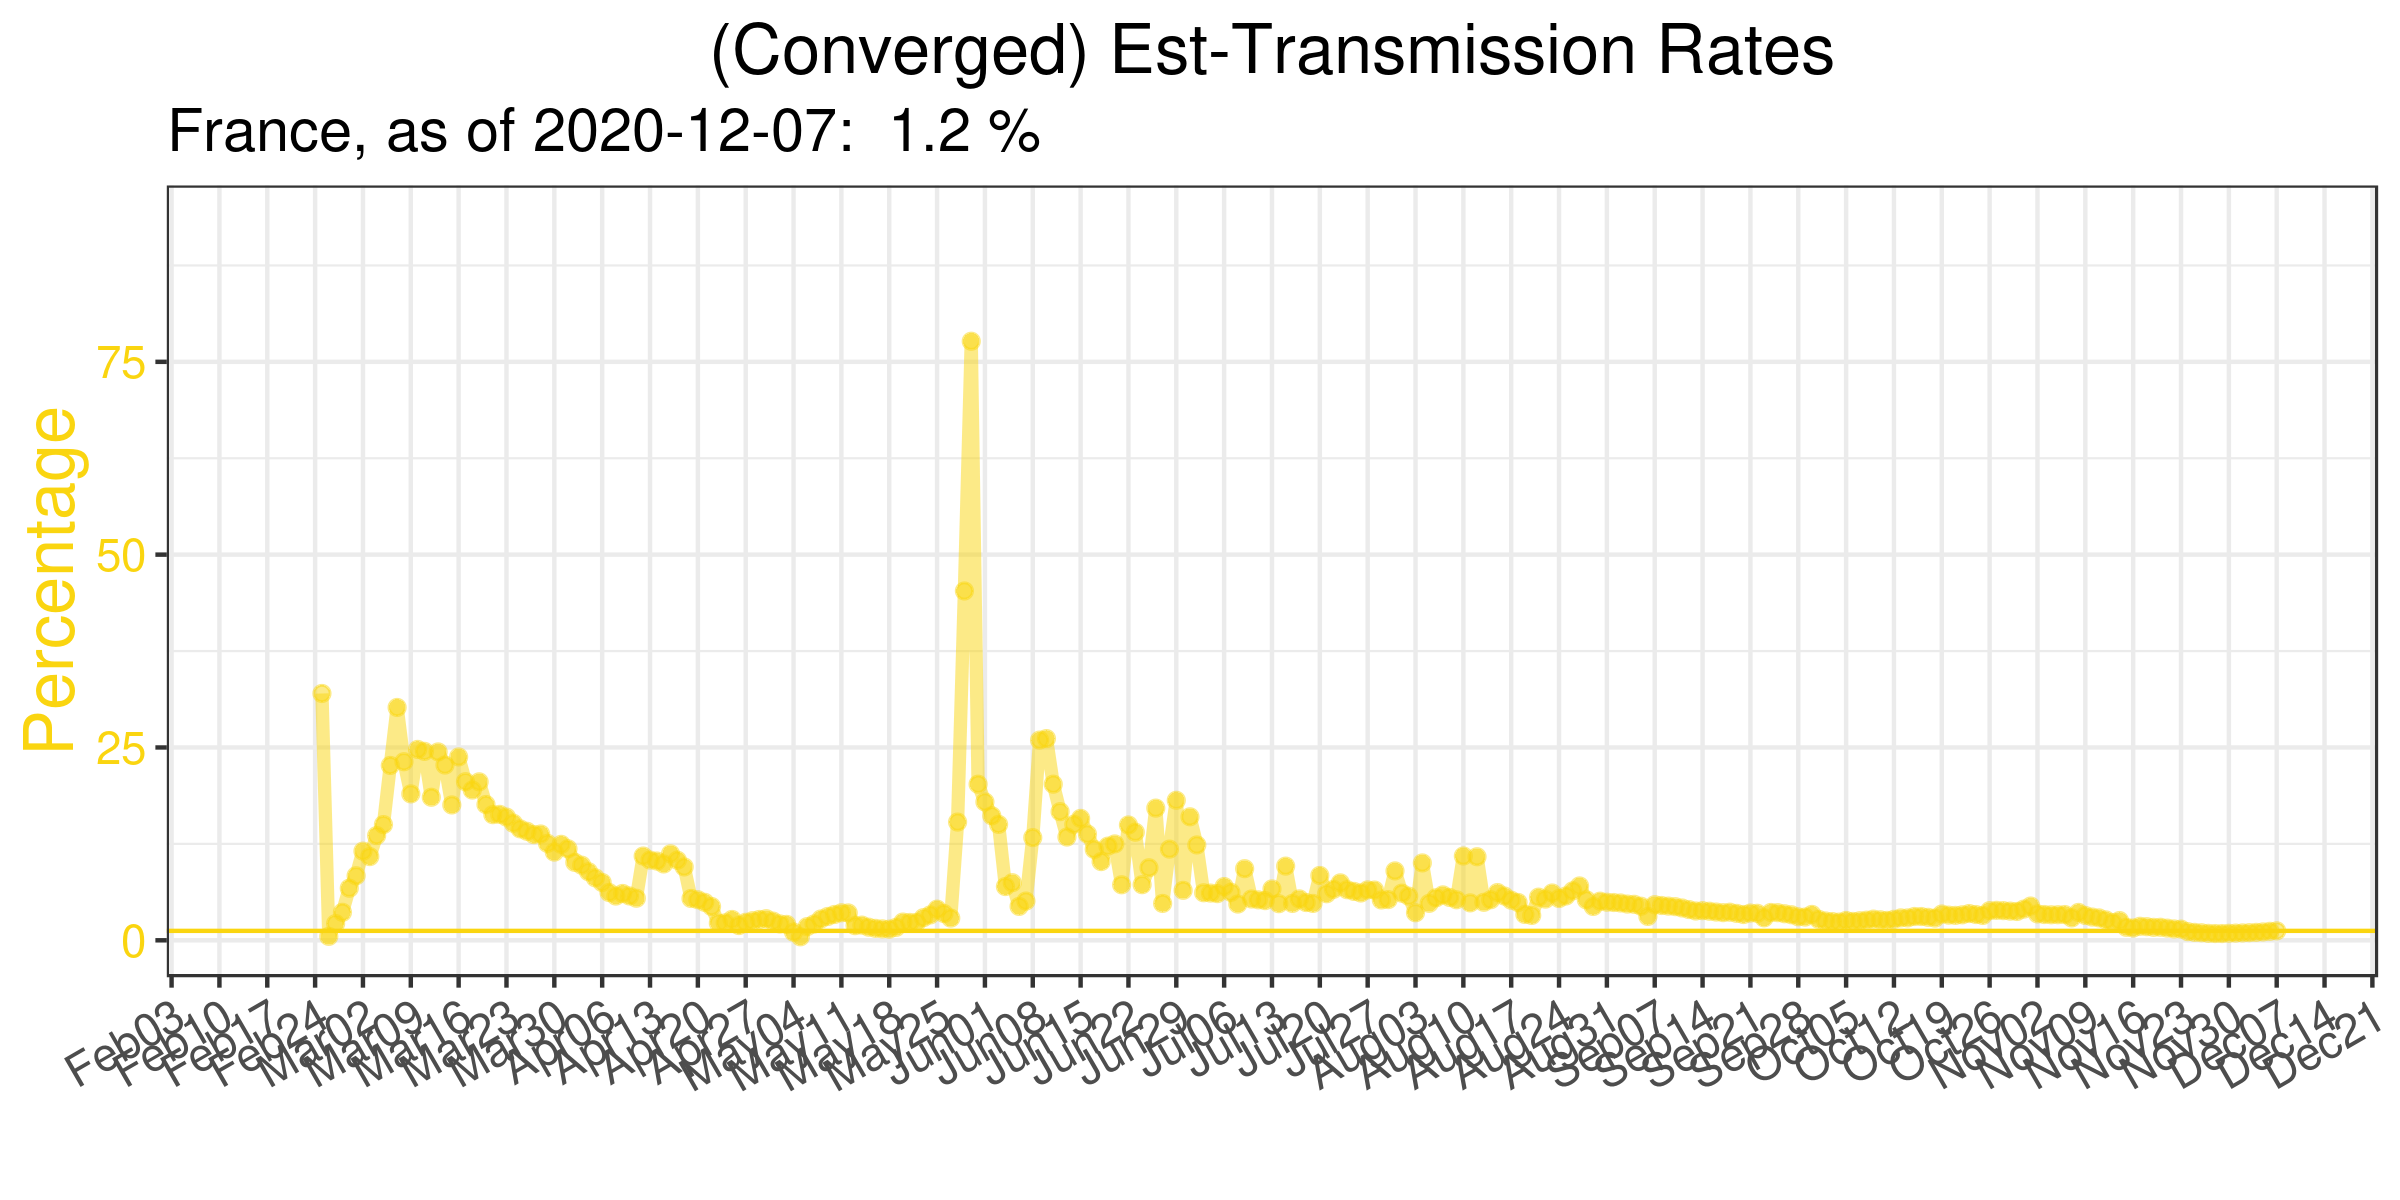 (Converged) Est-Transmission Rates
France, as of 2020-12-07:  1.2 %
Percentage
75
50
25
0
Feb03
Feb10
Feb17
Feb24
Mar02
Mar09
Mar16
Mar23
Mar30
Apr06
Apr13
Apr20
Apr27
May04
May11
May18
May25
Jun01
Jun08
Jun15
Jun22
Jun29
Jul06
Jul13
Jul20
Jul27
Aug03
Aug10
Aug17
Aug24
Aug31
Sep07
Sep14
Sep21
Sep28
Oct05
Oct12
Oct19
Oct26
Nov02
Nov09
Nov16
Nov23
Nov30
Dec07
Dec14
Dec21